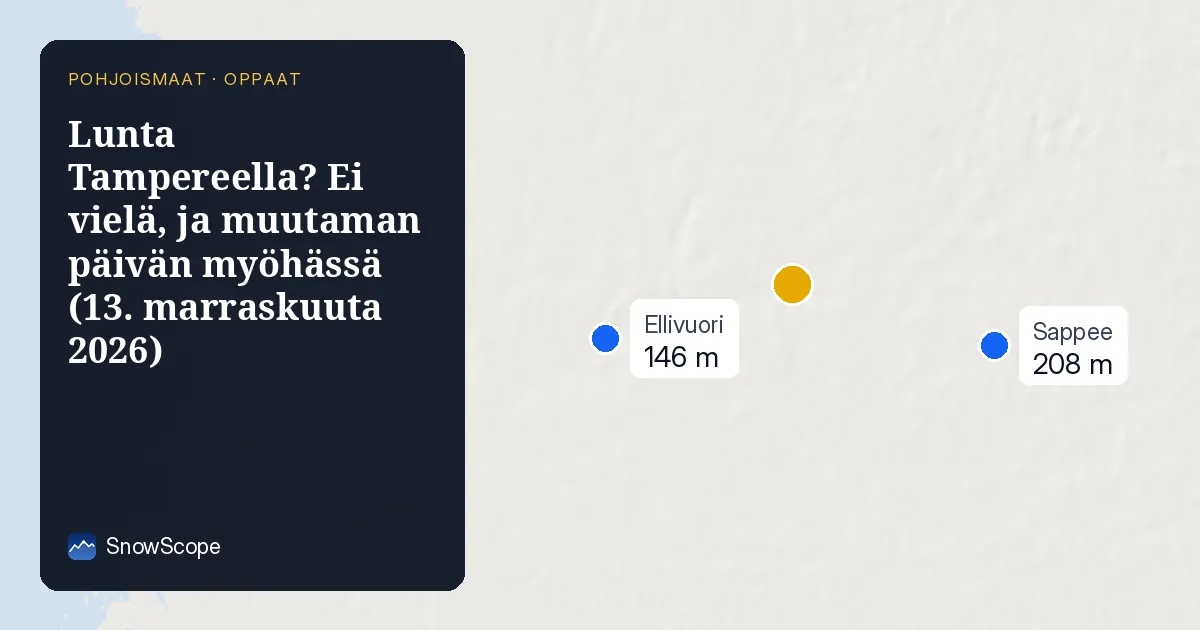 POHJOISMAAT · OPPAAT
Lunta
Tampereella? Ei
vielä, ja muutaman
päivän myöhässä
(13. marraskuuta
2026)
SnowScope
Ellivuori
146 m
Sappee
208 m